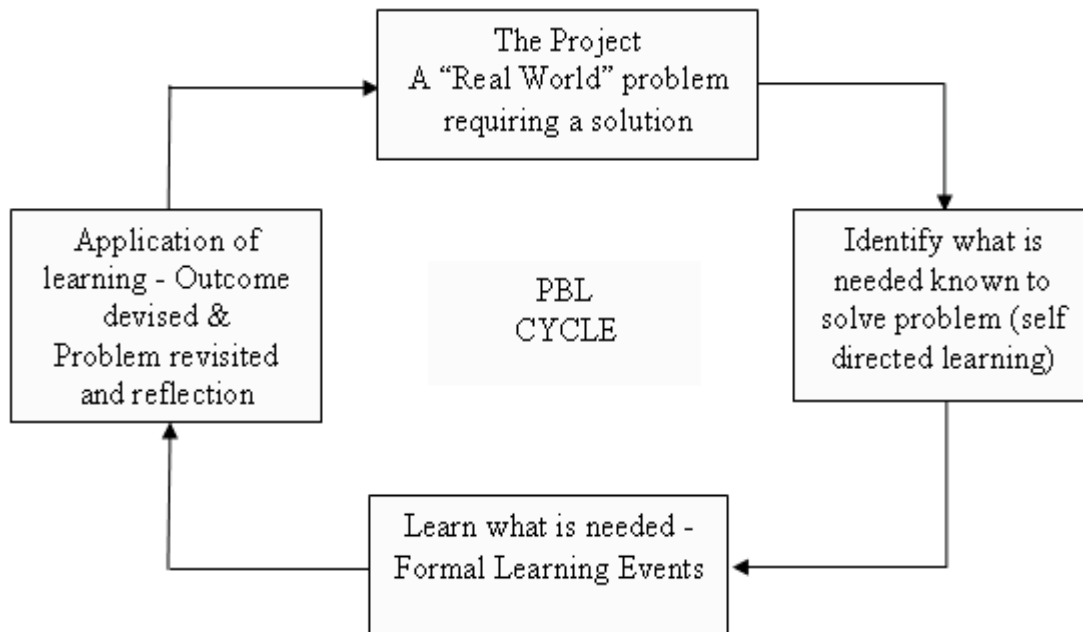 The Project
A “Real World” problem
requiring a solution
Identify what is
needed known to
solve problem (self
directed learning)
Learn what is needed -
Formal Learning Events
Application of
learning - Outcome
devised &
Problem revisited
and reflection
PBL
CYCLE